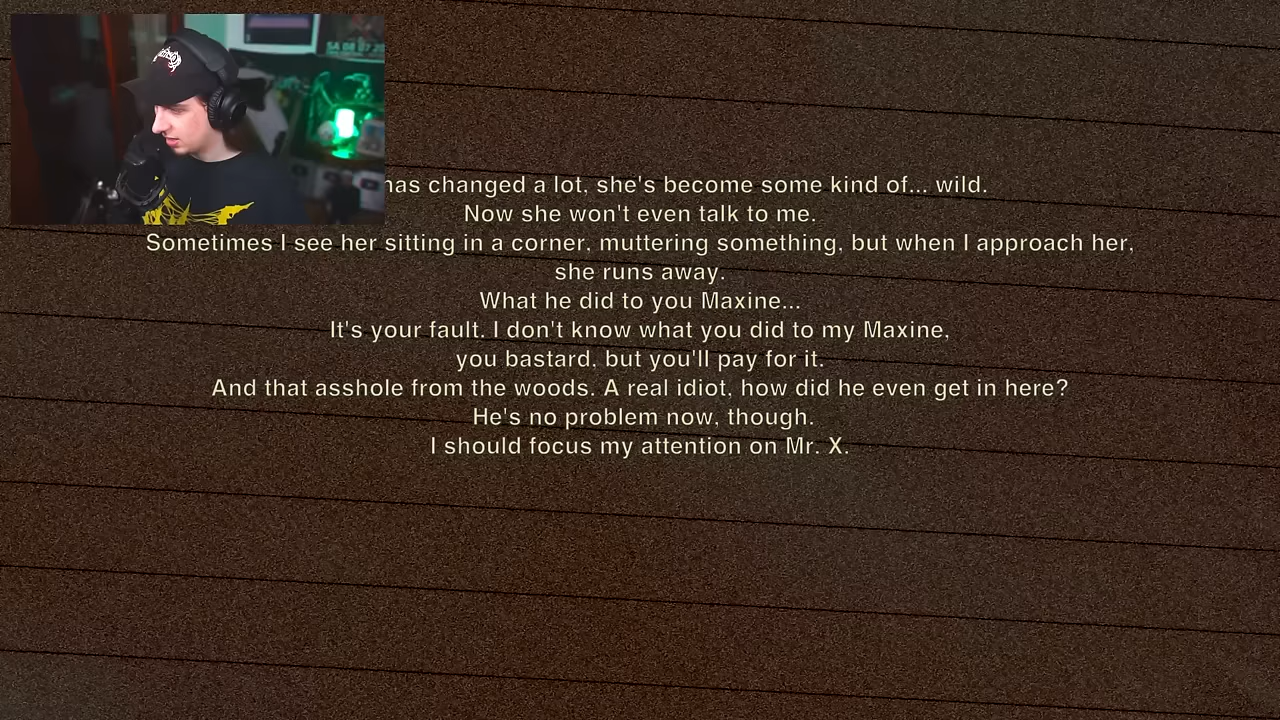 SA 08 07 20
has changed a lot, she's become some kind of... wild.
Now she won't even talk to me.
Sometimes I see her sitting in a corner, muttering something, but when I approach her,
she runs away.
What he did to you Maxine...
It's your fault. I don't know what you did to my Maxine,
you bastard, but you'll pay for it.
And that asshole from the woods. A real idiot, how did he even get in here?
He's no problem now, though.
I should focus my attention on Mr. X.